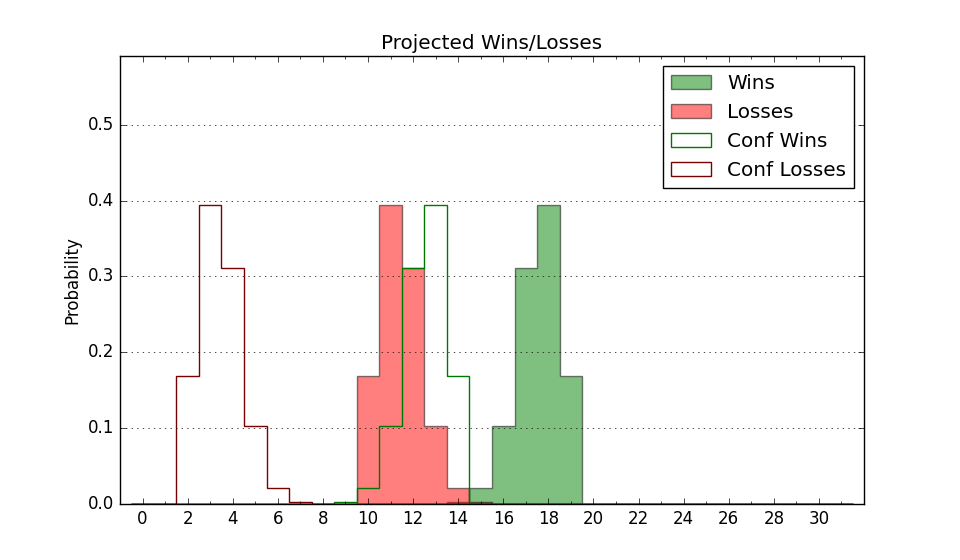 Projected Wins/Losses
Wins
Losses
Conf Wins
Conf Losses
Probability
0.5
0.4
0.3
0.2
0.1
0.0
0 2 4 6 8 10 12 14 16 18 20 22 24 26 28 30